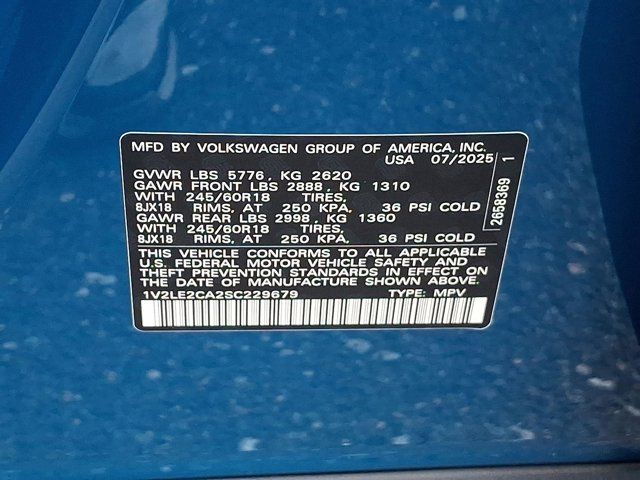 MFD BY VOLKSWAGEN GROUP OF AMERICA, INC.
USA 07/2025
GVWR LBS 5776 , KG 2620
GAWR FRONT LBS 2888 , KG 1310
WITH 245/60R18 TIRES,
8JX18 RIMS, AT 250 KPA, 36 PSI COLD
GAWR REAR LBS 2998 , KG 1360
WITH 245/60R18 TIRES,
8JX18 RIMS, AT 250 KPA, 36 PSI COLD
THIS VEHICLE CONFORMS TO ALL APPLICABLE
U.S. FEDERAL MOTOR VEHICLE SAFETY AND
THEFT PREVENTION STANDARDS IN EFFECT ON
THE DATE OF MANUFACTURE SHOWN ABOVE.
1V2LE2CA2SC229679 TYPE: MPV
2658369 1